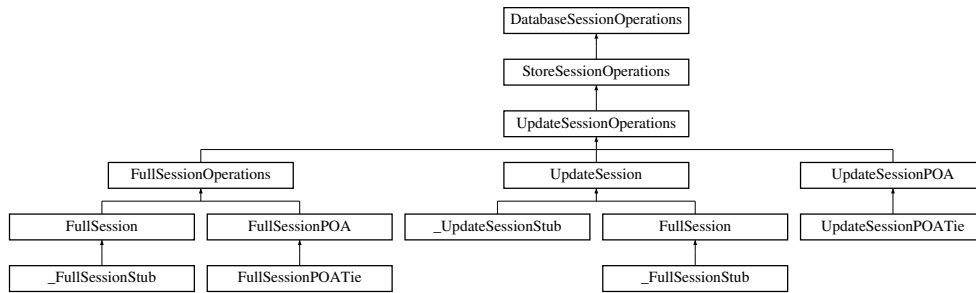 DatabaseSessionOperations
StoreSessionOperations
UpdateSessionOperations
FullSessionOperations UpdateSession UpdateSessionPOA
FullSession FullSessionPOA _UpdateSessionStub FullSession UpdateSessionPOATie
_FullSessionStub FullSessionPOATie _FullSessionStub